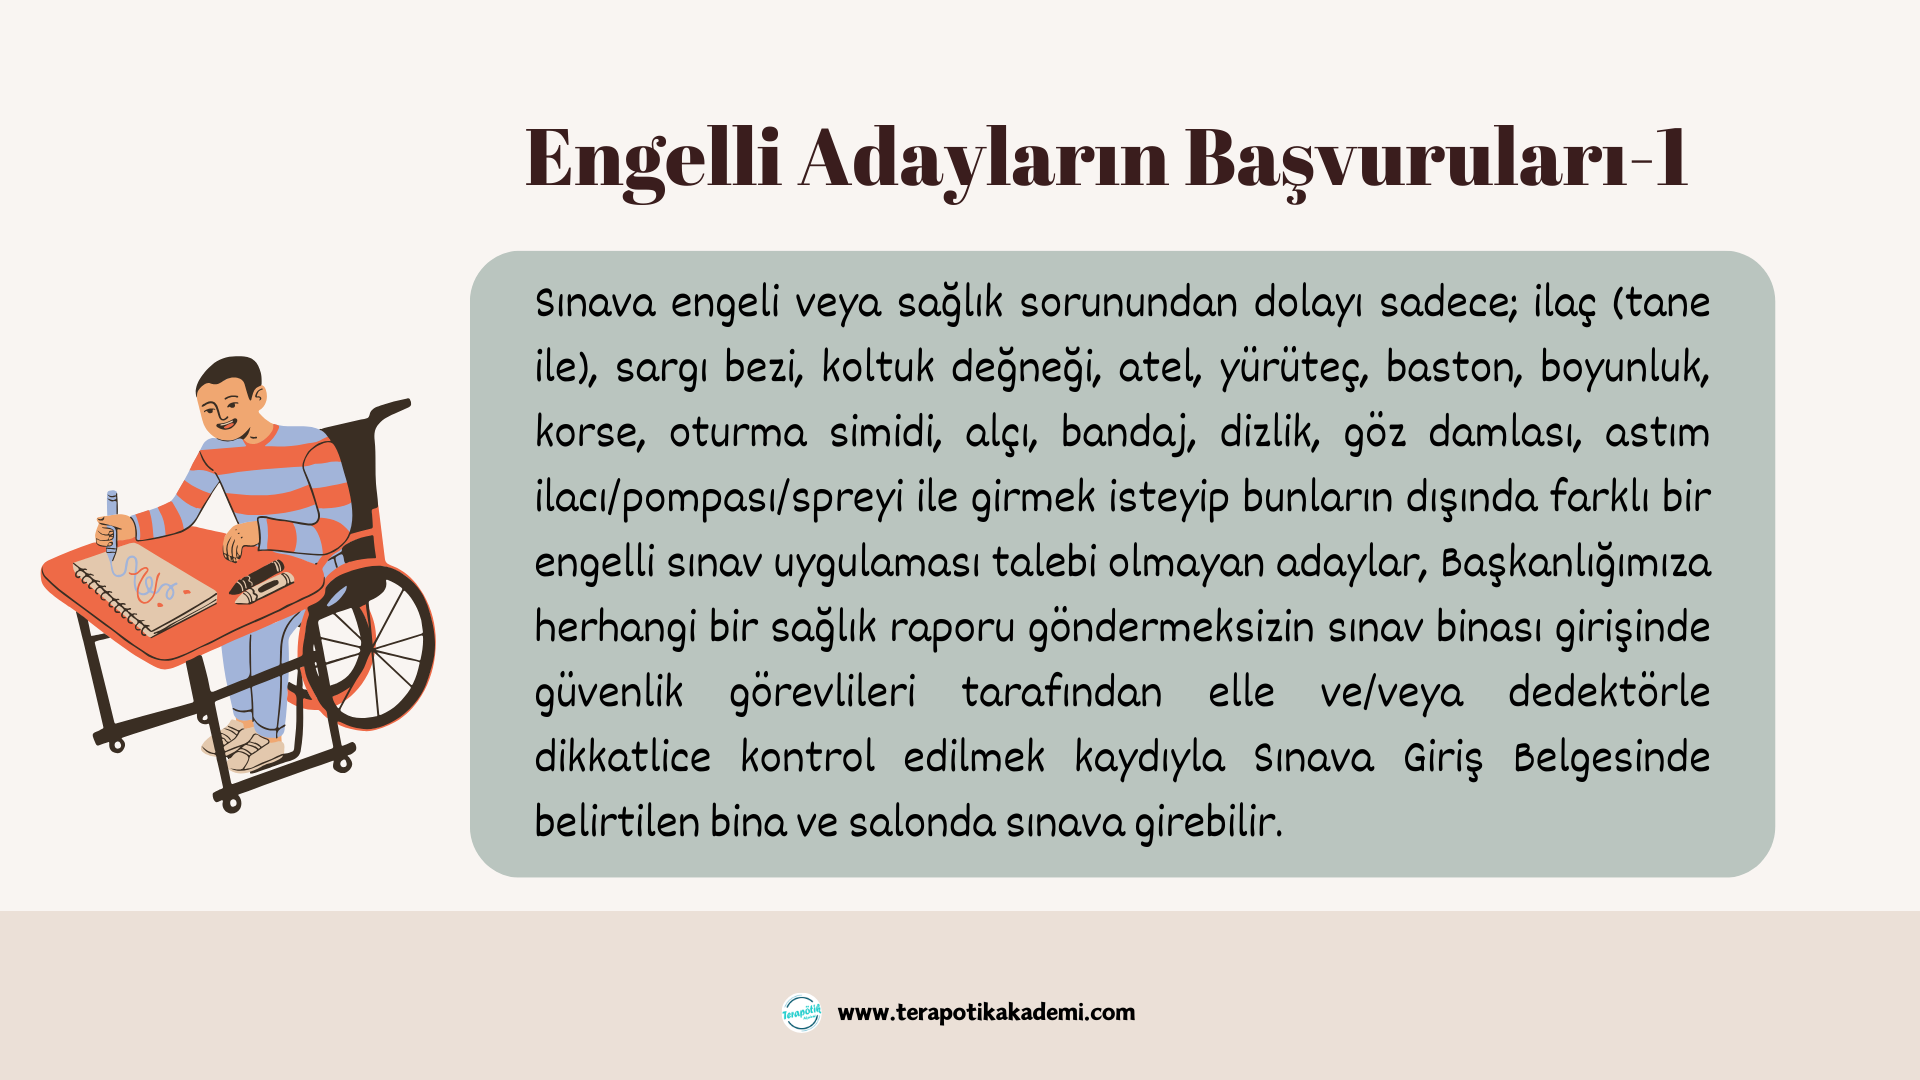 Engelli Adayların Başvuruları-1
Sınava engeli veya sağlık sorunundan dolayı sadece; ilaç (tane
ile), sargı bezi, koltuk değneği, atel, yürüteç, baston, boyunluk,
korse, oturma simidi, alçı, bandaj, dizlik, göz damlası, astım
ilacı/pompası/spreyi ile girmek isteyip bunların dışında farklı bir
engelli sınav uygulaması talebi olmayan adaylar, Başkanlığımıza
herhangi bir sağlık raporu göndermeksizin sınav binası girişinde
güvenlik görevlileri tarafından elle ve/veya dedektörle
dikkatlice kontrol edilmek kaydıyla Sınava Giriş Belgesinde
belirtilen bina ve salonda sınava girebilir.
Terapötik
www.terapotikakademi.com